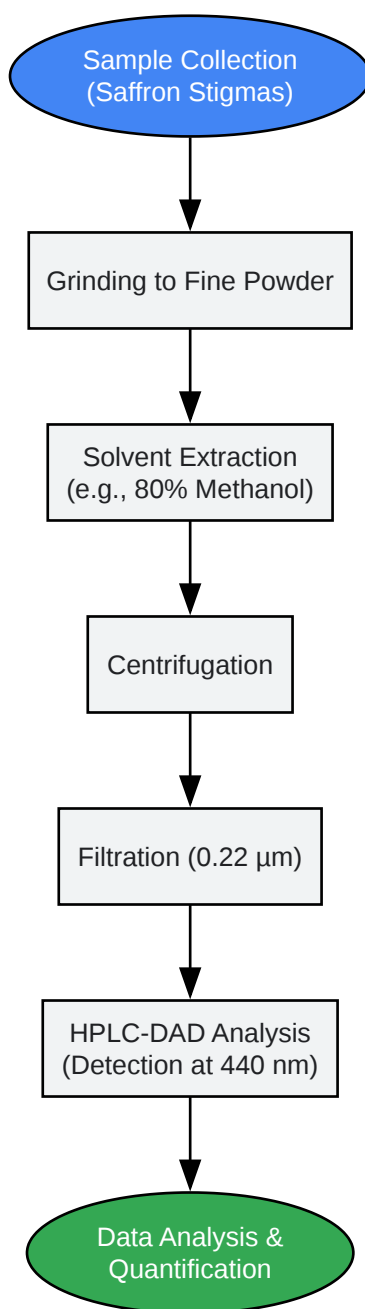 Sample Collection
(Saffron Stigmas)
Grinding to Fine Powder
Solvent Extraction
(e.g., 80% Methanol)
Centrifugation
Filtration (0.22 µm)
HPLC-DAD Analysis
(Detection at 440 nm)
Data Analysis &
Quantification